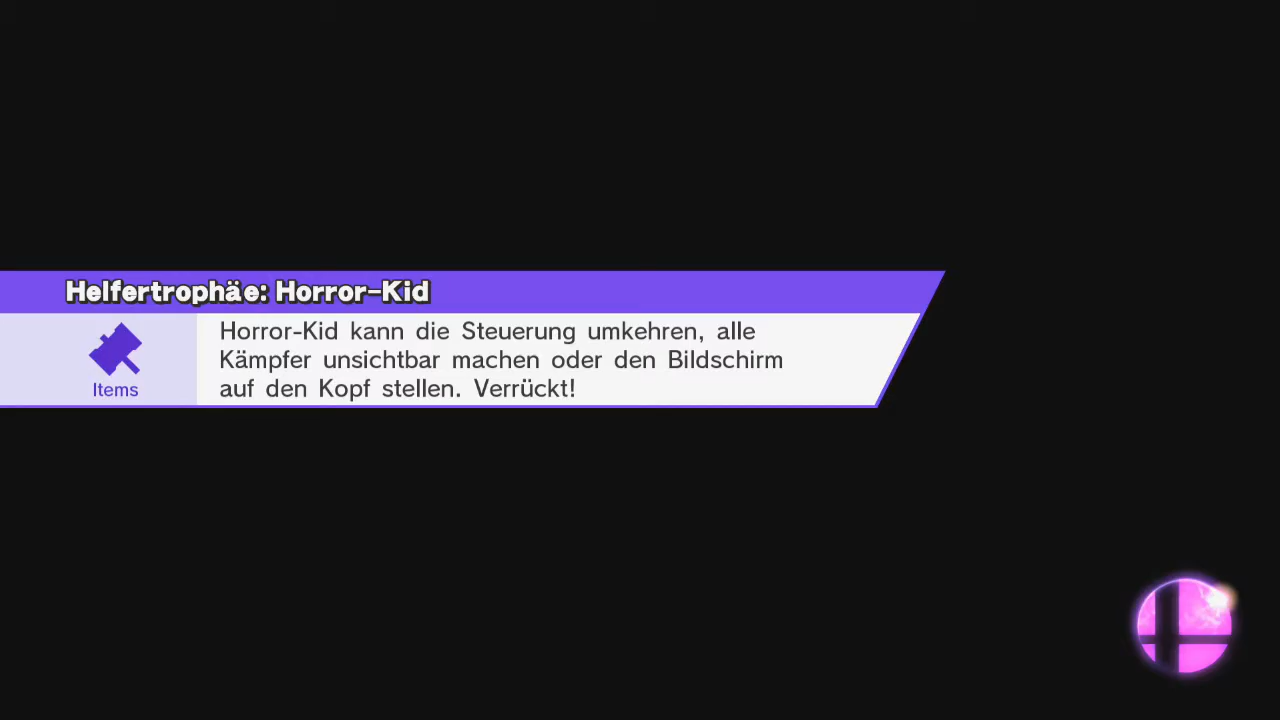 Helfertrophäe: Horror-Kid
Horror-Kid kann die Steuerung umkehren, alle
Kämpfer unsichtbar machen oder den Bildschirm
auf den Kopf stellen. Verrückt!
Items